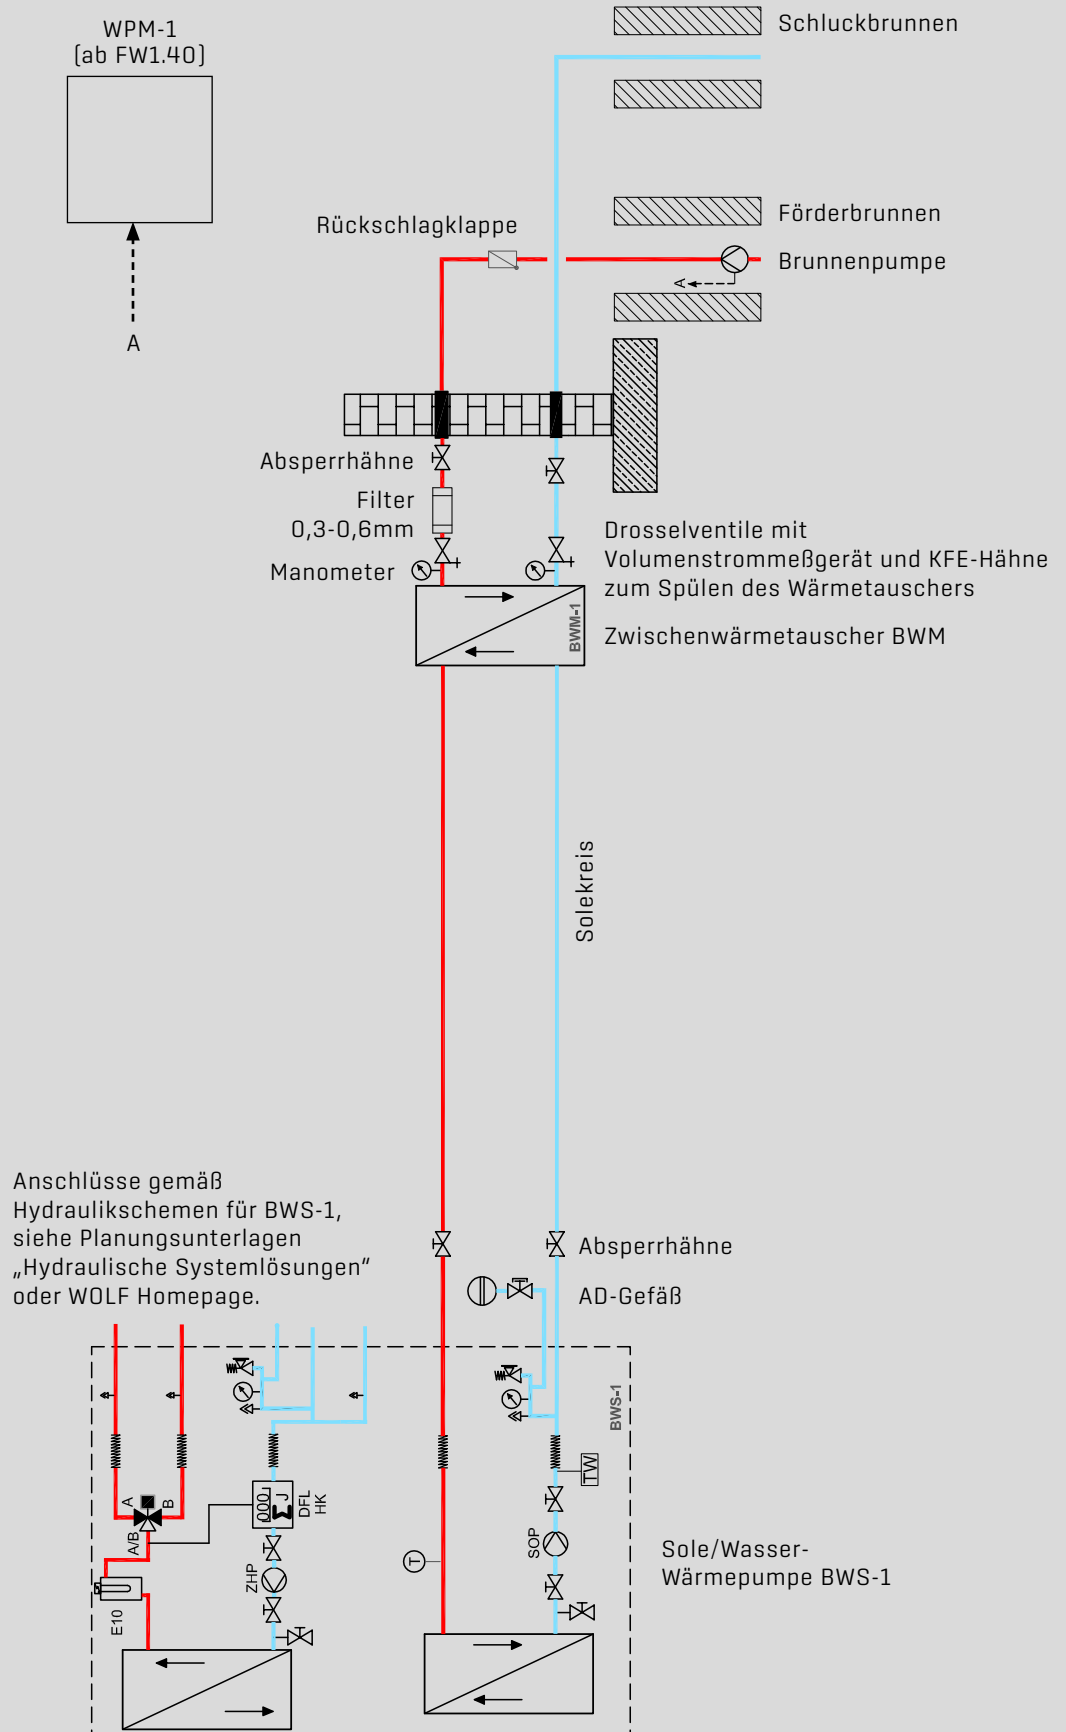 WPM-1
(ab FW1.40)
A
Schluckbrunnen
Förderbrunnen
Rückschlagklappe
Brunnenpumpe
A
Absperrhähne
Filter
0,3-0,6mm
Manometer
Drosselventile mit
Volumenstrommeßgerät und KFE-Hähne
zum Spülen des Wärmetauschers
BWM-1
Zwischenwärmetauscher BWM
Solekreis
Anschlüsse gemäß
Hydraulikschemen für BWS-1,
siehe Planungsunterlagen
„Hydraulische Systemlösungen“
oder WOLF Homepage.
Absperrhähne
AD-Gefäß
BWS-1
TW
A
B
A/B
000
Σ J
DFL
HK
ZHP
E10
T
SOP
Sole/Wasser-
Wärmepumpe BWS-1